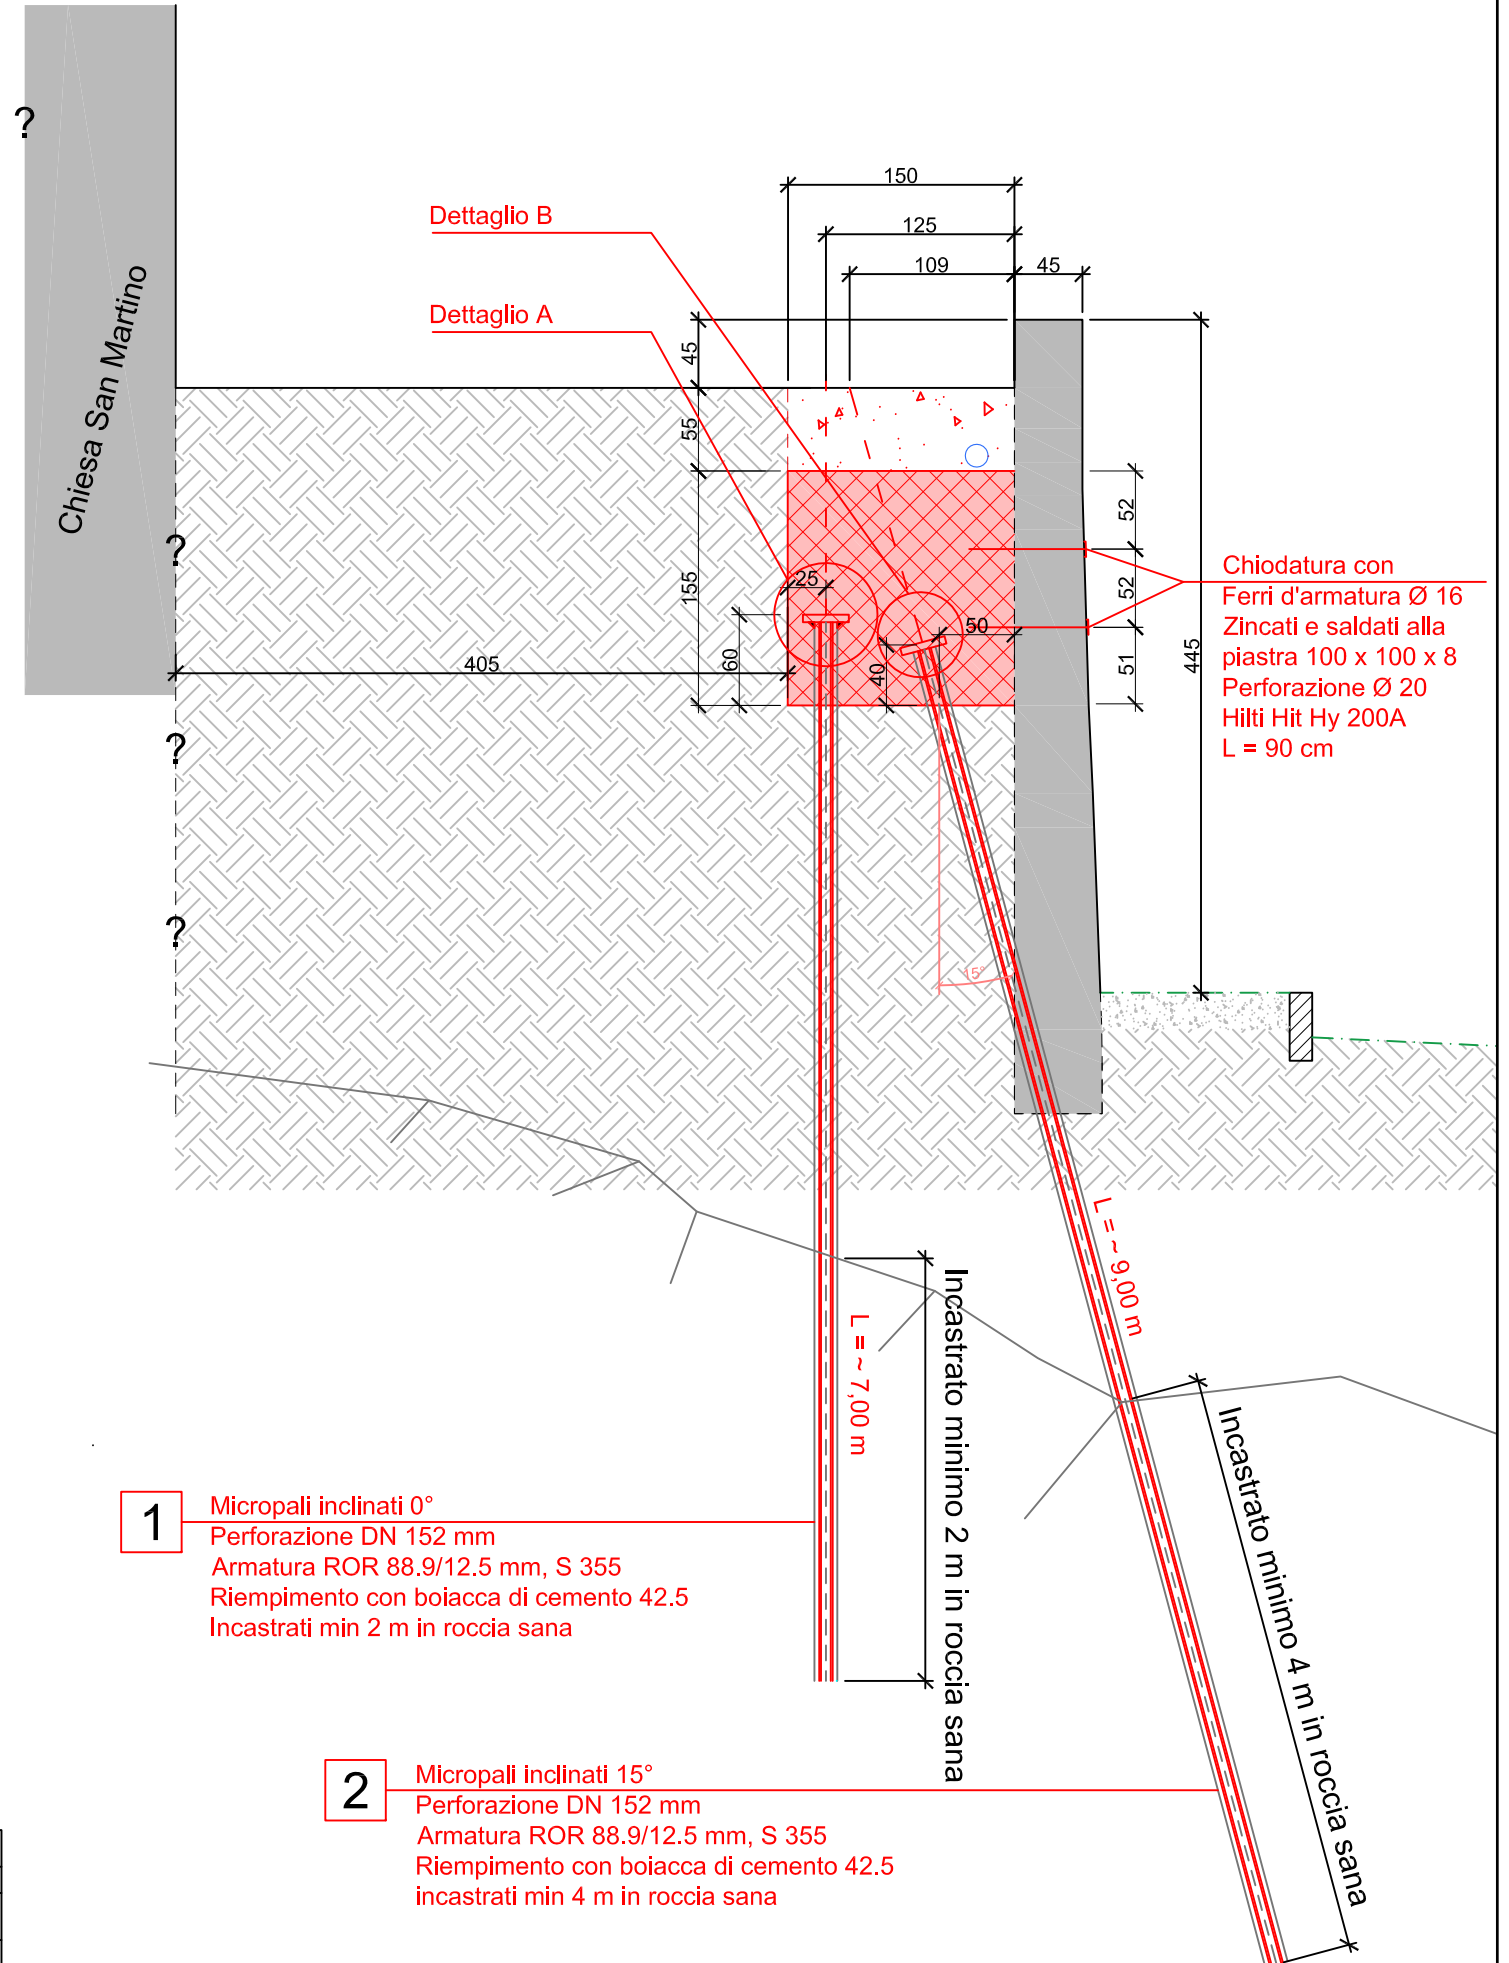 ?
150
Dettaglio B
125
109
45
Dettaglio A
45
Chiesa San Martino
55
52
?
Chiodatura con
Ferri d'armatura Ø 16
Zincati e saldati alla
piastra 100 x 100 x 8
Perforazione Ø 20
Hilti Hit Hy 200A
L = 90 cm
155
25
52
50
60
405
40
51
445
?
?
15°
L = ~ 9,00 m
Incastrato minimo 2 m in roccia sana
L = ~ 7,00 m
Incastrato minimo 4 m in roccia sana
1
Micropali inclinati 0°
Perforazione DN 152 mm
Armatura ROR 88.9/12.5 mm, S 355
Riempimento con boiacca di cemento 42.5
Incastrati min 2 m in roccia sana
2
Micropali inclinati 15°
Perforazione DN 152 mm
Armatura ROR 88.9/12.5 mm, S 355
Riempimento con boiacca di cemento 42.5
incastrati min 4 m in roccia sana